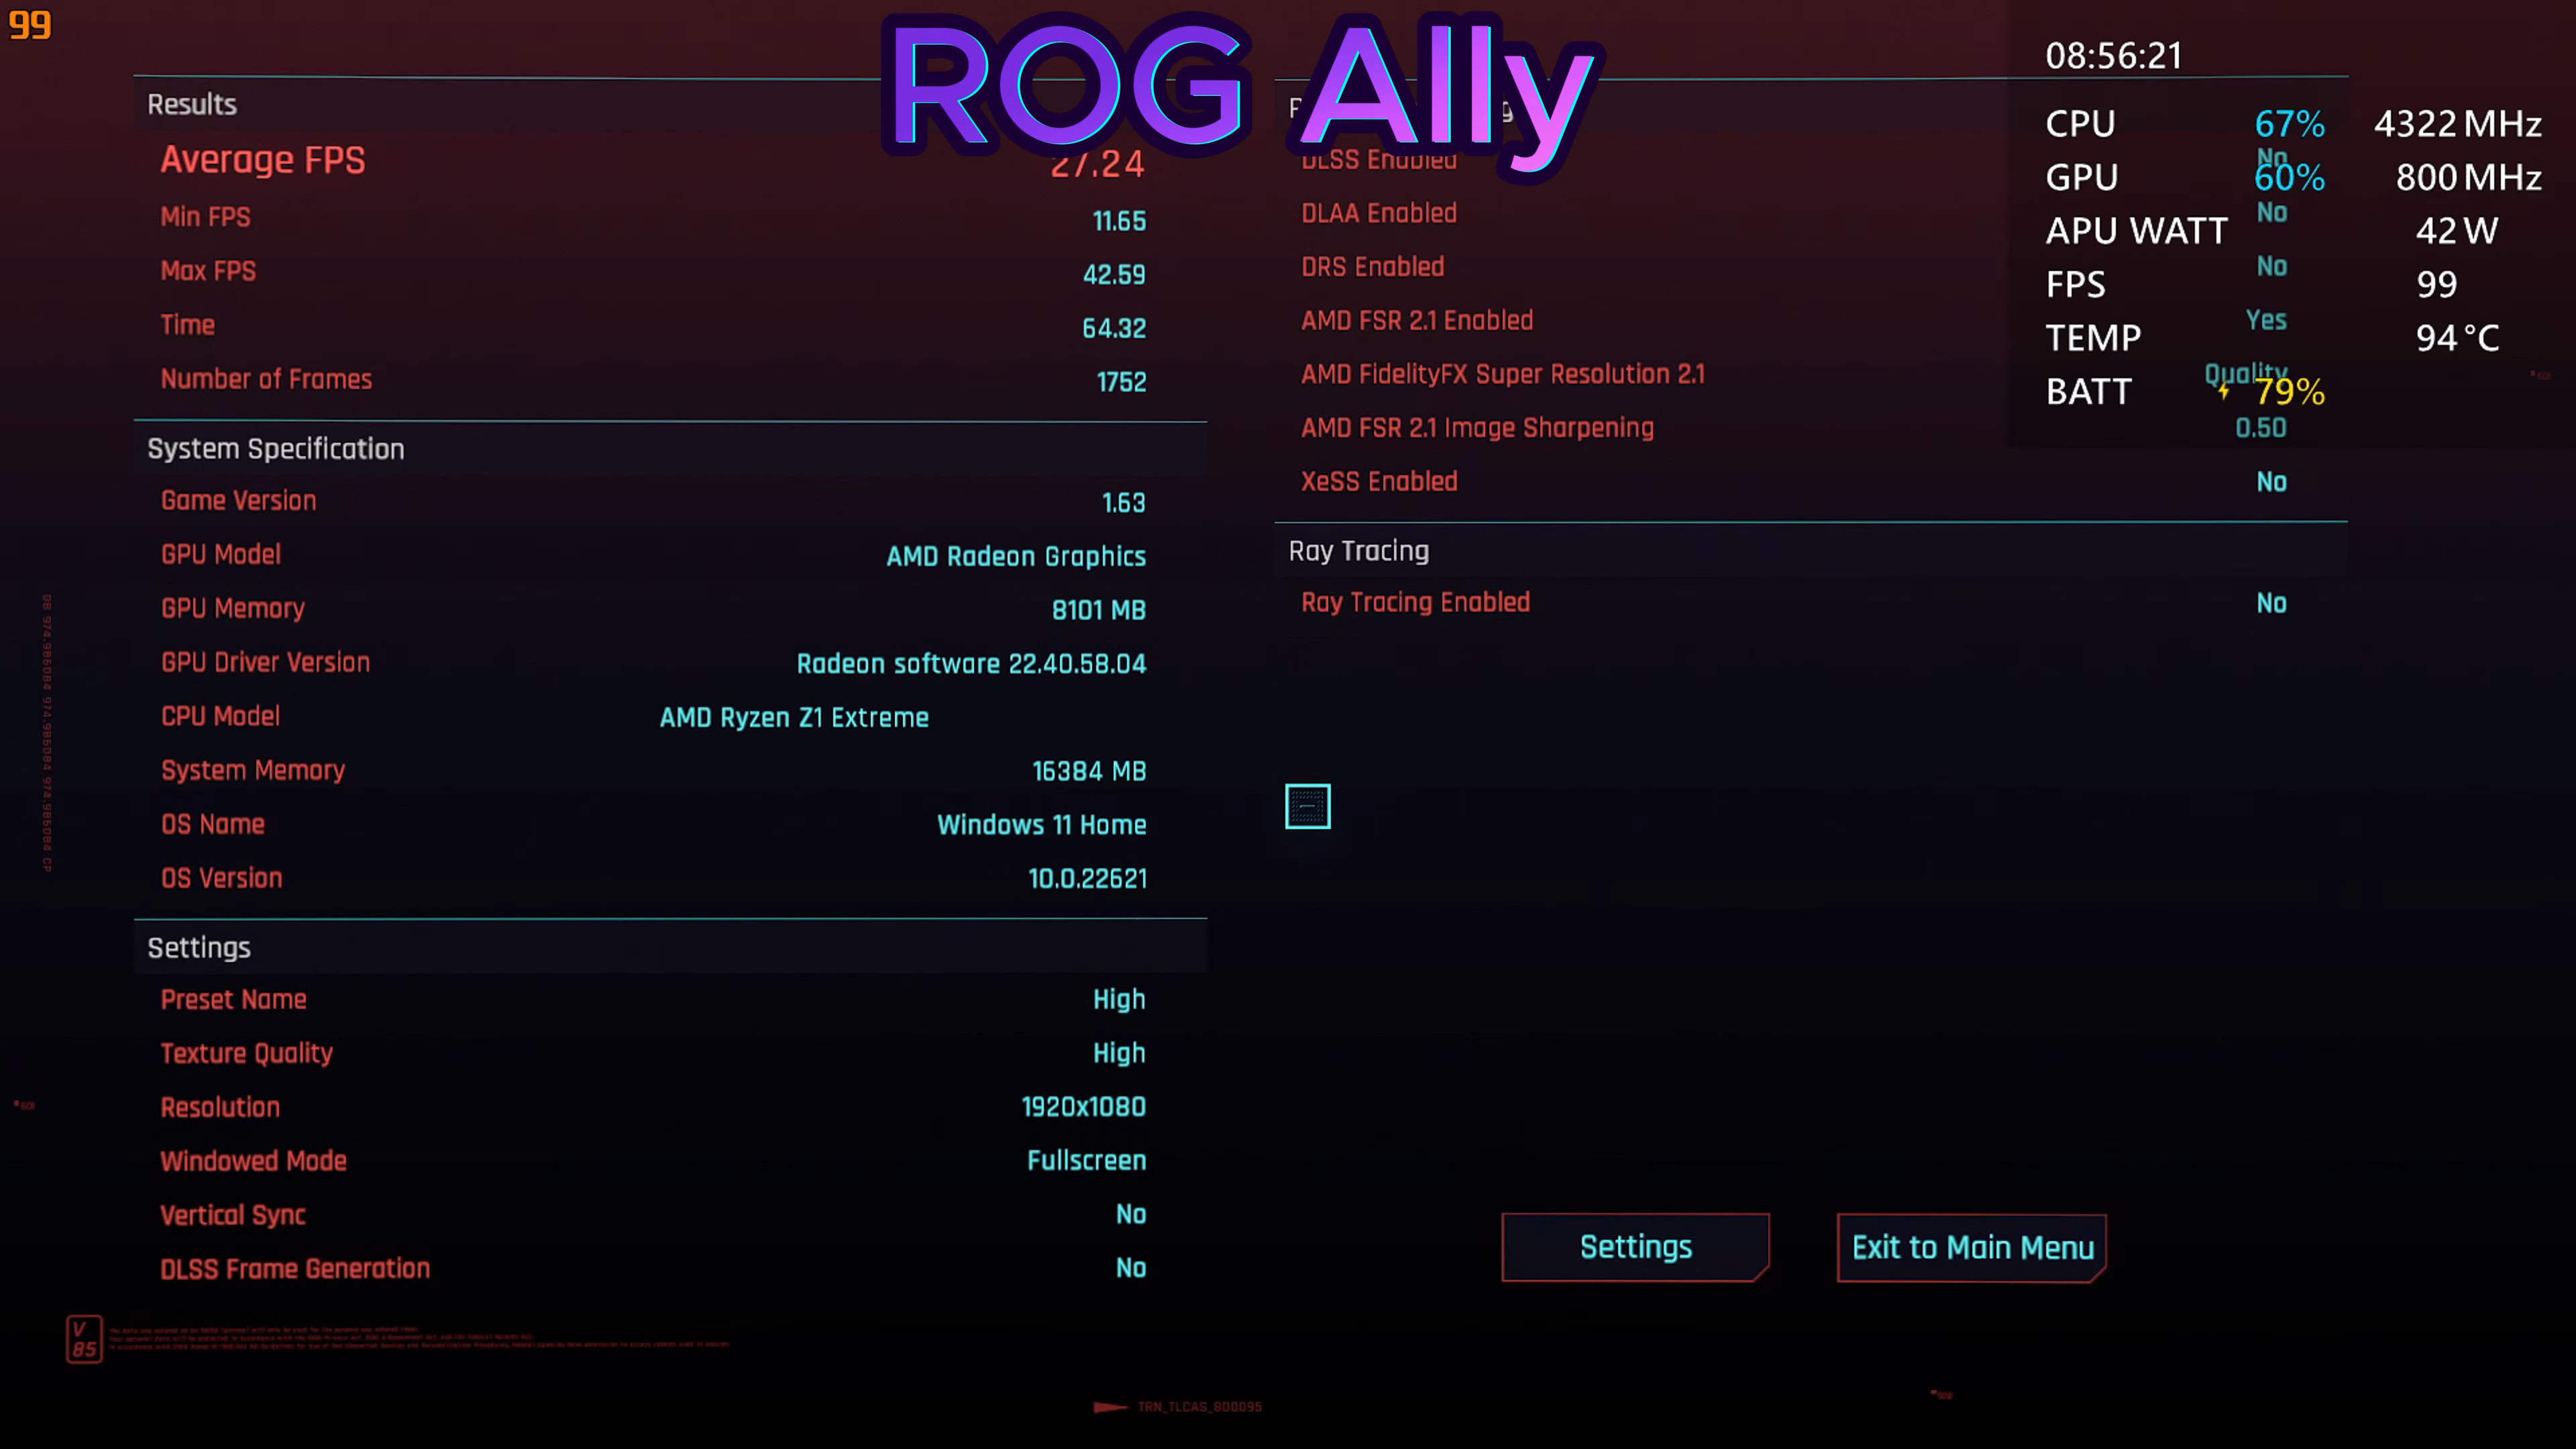 99
ROG Ally
Results
Average FPS 27.24
Min FPS 11.65
Max FPS 42.59
Time 64.32
Number of Frames 1752
System Specification
Game Version 1.63
GPU Model AMD Radeon Graphics
GPU Memory 8101 MB
GPU Driver Version Radeon software 22.40.58.04
CPU Model AMD Ryzen Z1 Extreme
System Memory 16384 MB
OS Name Windows 11 Home
OS Version 10.0.22621
Settings
Preset Name High
Texture Quality High
Resolution 1920x1080
Windowed Mode Fullscreen
Vertical Sync No
DLSS Frame Generation No
DLSS Enabled No
DLAA Enabled No
DRS Enabled No
AMD FSR 2.1 Enabled Yes
AMD FidelityFX Super Resolution 2.1 Quality
AMD FSR 2.1 Image Sharpening 0.50
XeSS Enabled No
Ray Tracing
Ray Tracing Enabled No
08:56:21
CPU 67% 4322 MHz
GPU 60% 800 MHz
APU WATT 42 W
FPS 99
TEMP 94 °C
BATT 79%
Settings
Exit to Main Menu
V
85
TRN_TLCAS_800095